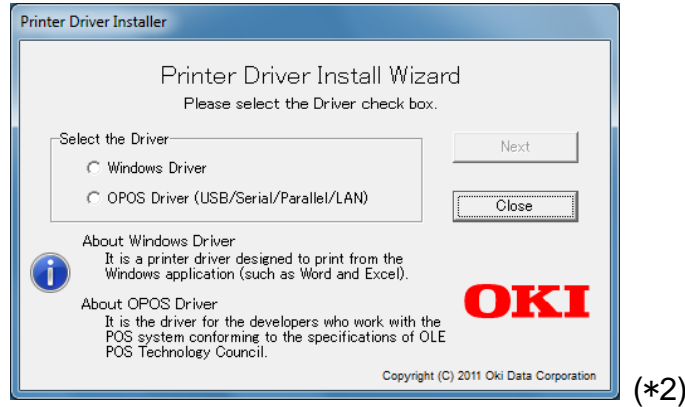 Printer Driver Installer
Printer Driver Install Wizard
Please select the Driver check box.
Select the Driver
Windows Driver
OPOS Driver (USB/Serial/Parallel/LAN)
Next
Close
About Windows Driver
It is a printer driver designed to print from the
Windows application (such as Word and Excel).
About OPOS Driver
It is the driver for the developers who work with the
POS system conforming to the specifications of OLE
POS Technology Council.
OKI
Copyright (C) 2011 Oki Data Corporation
(*2)